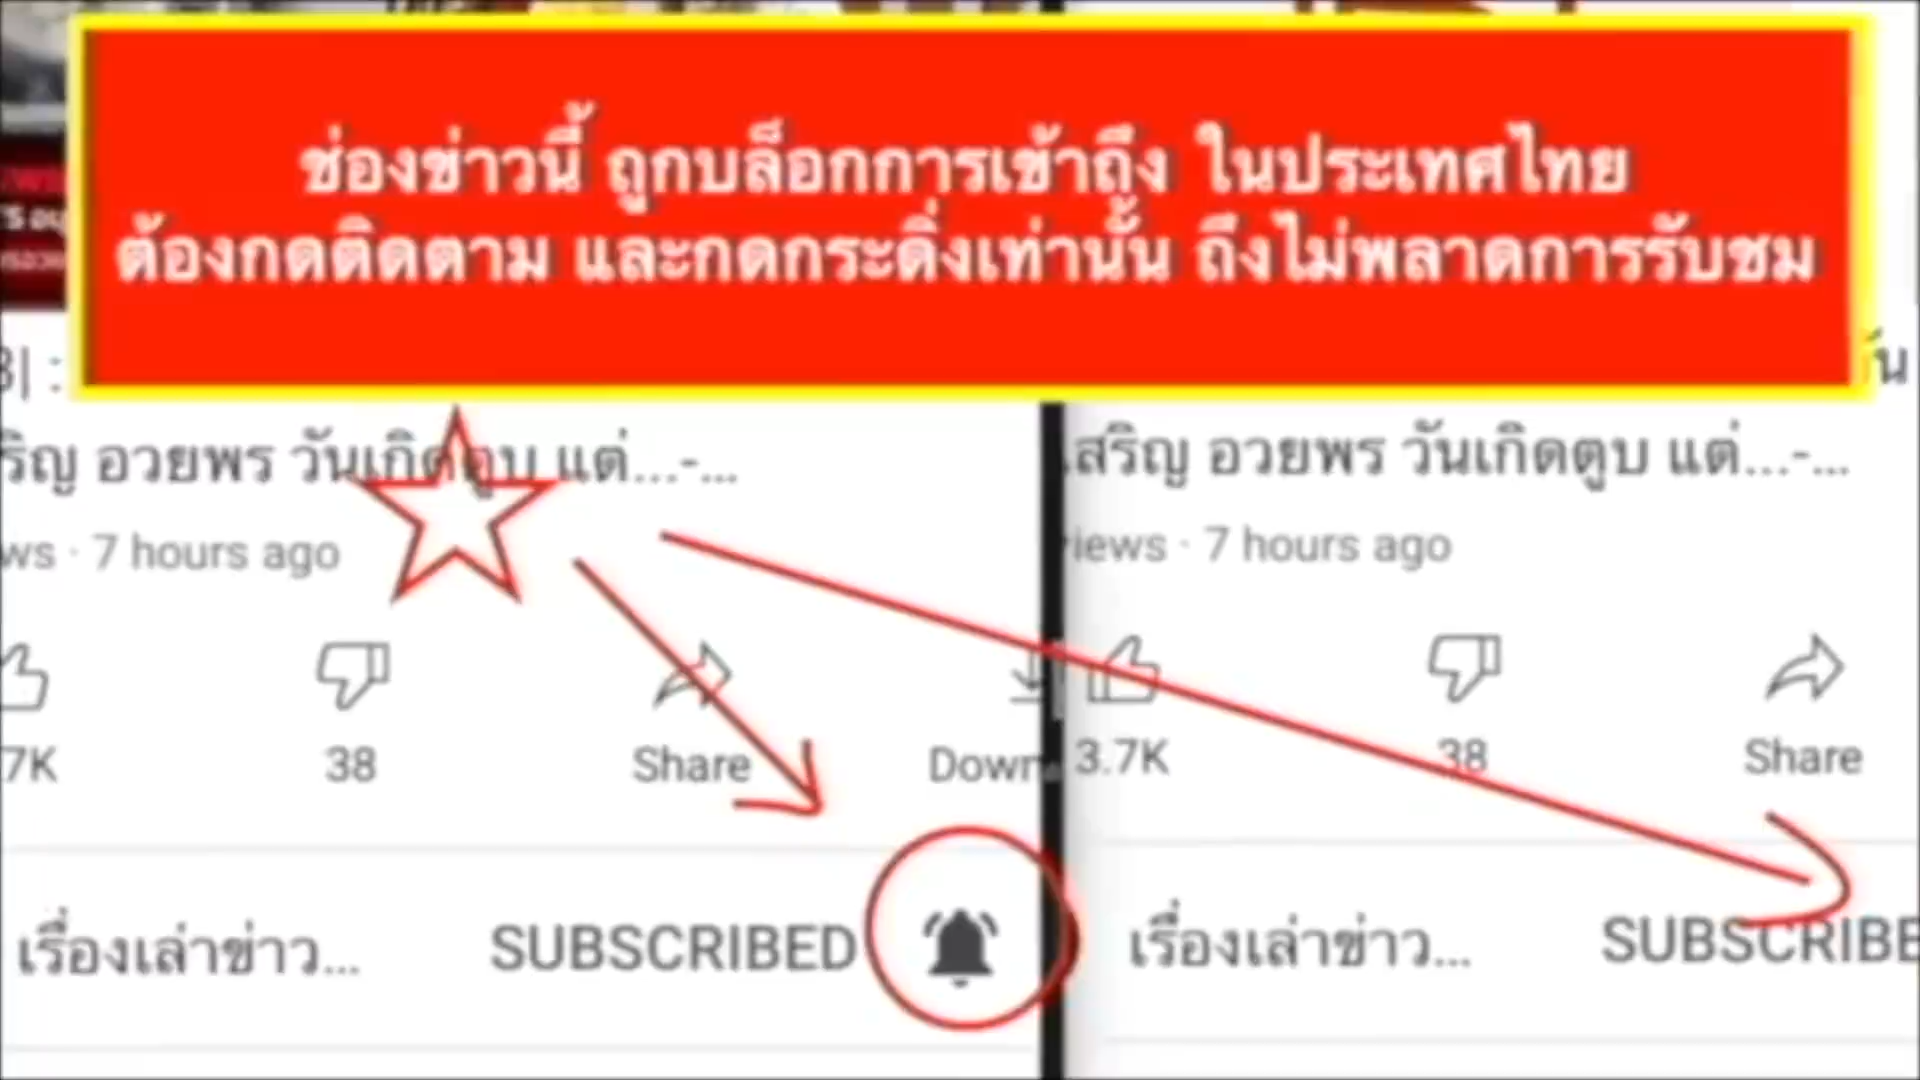 ช่องข่าวนี้ ถูกบล็อกการเข้าถึง ในประเทศไทย
ต้องกดติดตาม และกดกระดิ่งเท่านั้น ถึงไม่พลาดการรับชม
ริญ อวยพร วันเกิดตูบ แต่...-...
ws · 7 hours ago
7K
38
Share
Down
เรื่องเล่าข่าว...
SUBSCRIBED
สริญ อวยพร วันเกิดตูบ แต่...-...
iews · 7 hours ago
3.7K
38
Share
เรื่องเล่าข่าว...
SUBSCRIBE